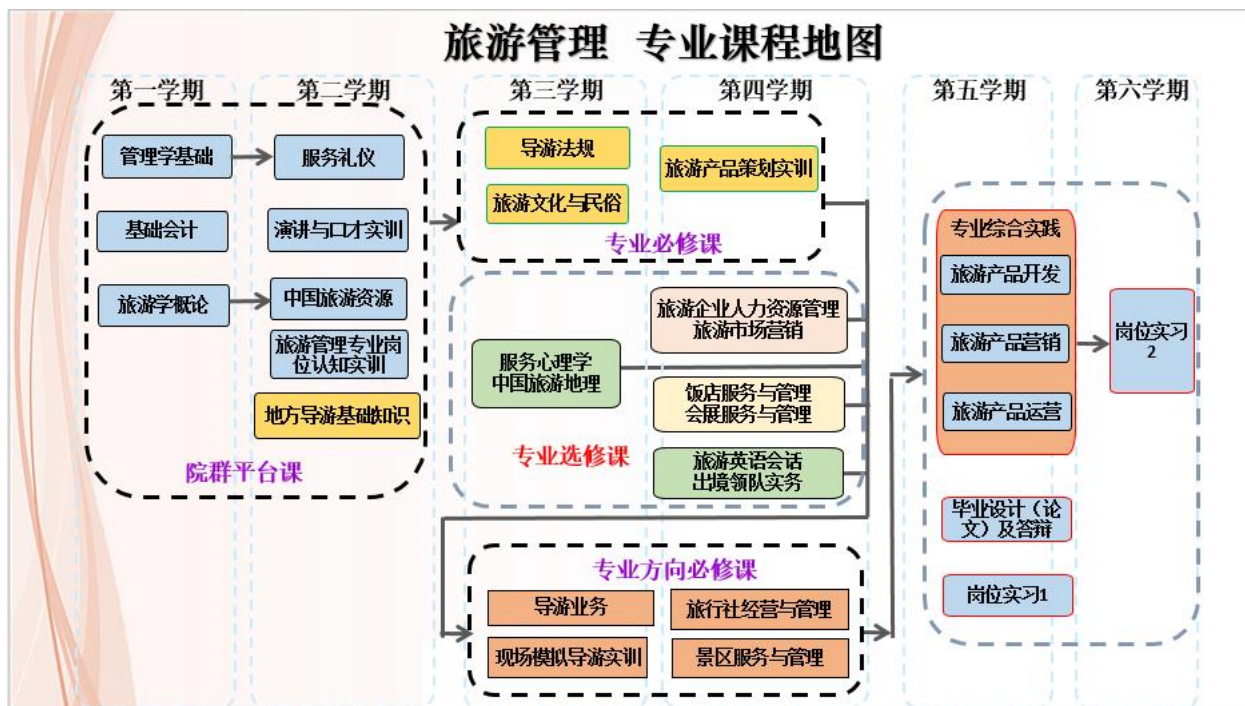 旅游管理 专业课程地图
第一学期
第二学期
第三学期
第四学期
第五学期
第六学期
管理学基础
服务礼仪
基础会计
演讲与口才实训
旅游学概论
中国旅游资源
旅游管理专业岗
位认知实训
地方导游基础知识
院群平台课
导游法规
旅游产品策划实训
旅游文化与民俗
专业必修课
旅游企业人力资源管理
旅游市场营销
服务心理学
中国旅游地理
饭店服务与管理
会展服务与管理
专业选修课
旅游英语会话
出境领队实务
专业方向必修课
导游业务
旅行社经营与管理
现场模拟导游实训
景区服务与管理
专业综合实践
旅游产品开发
旅游产品营销
旅游产品运营
毕业设计（论
文）及答辩
岗位实习1
岗位实习
2